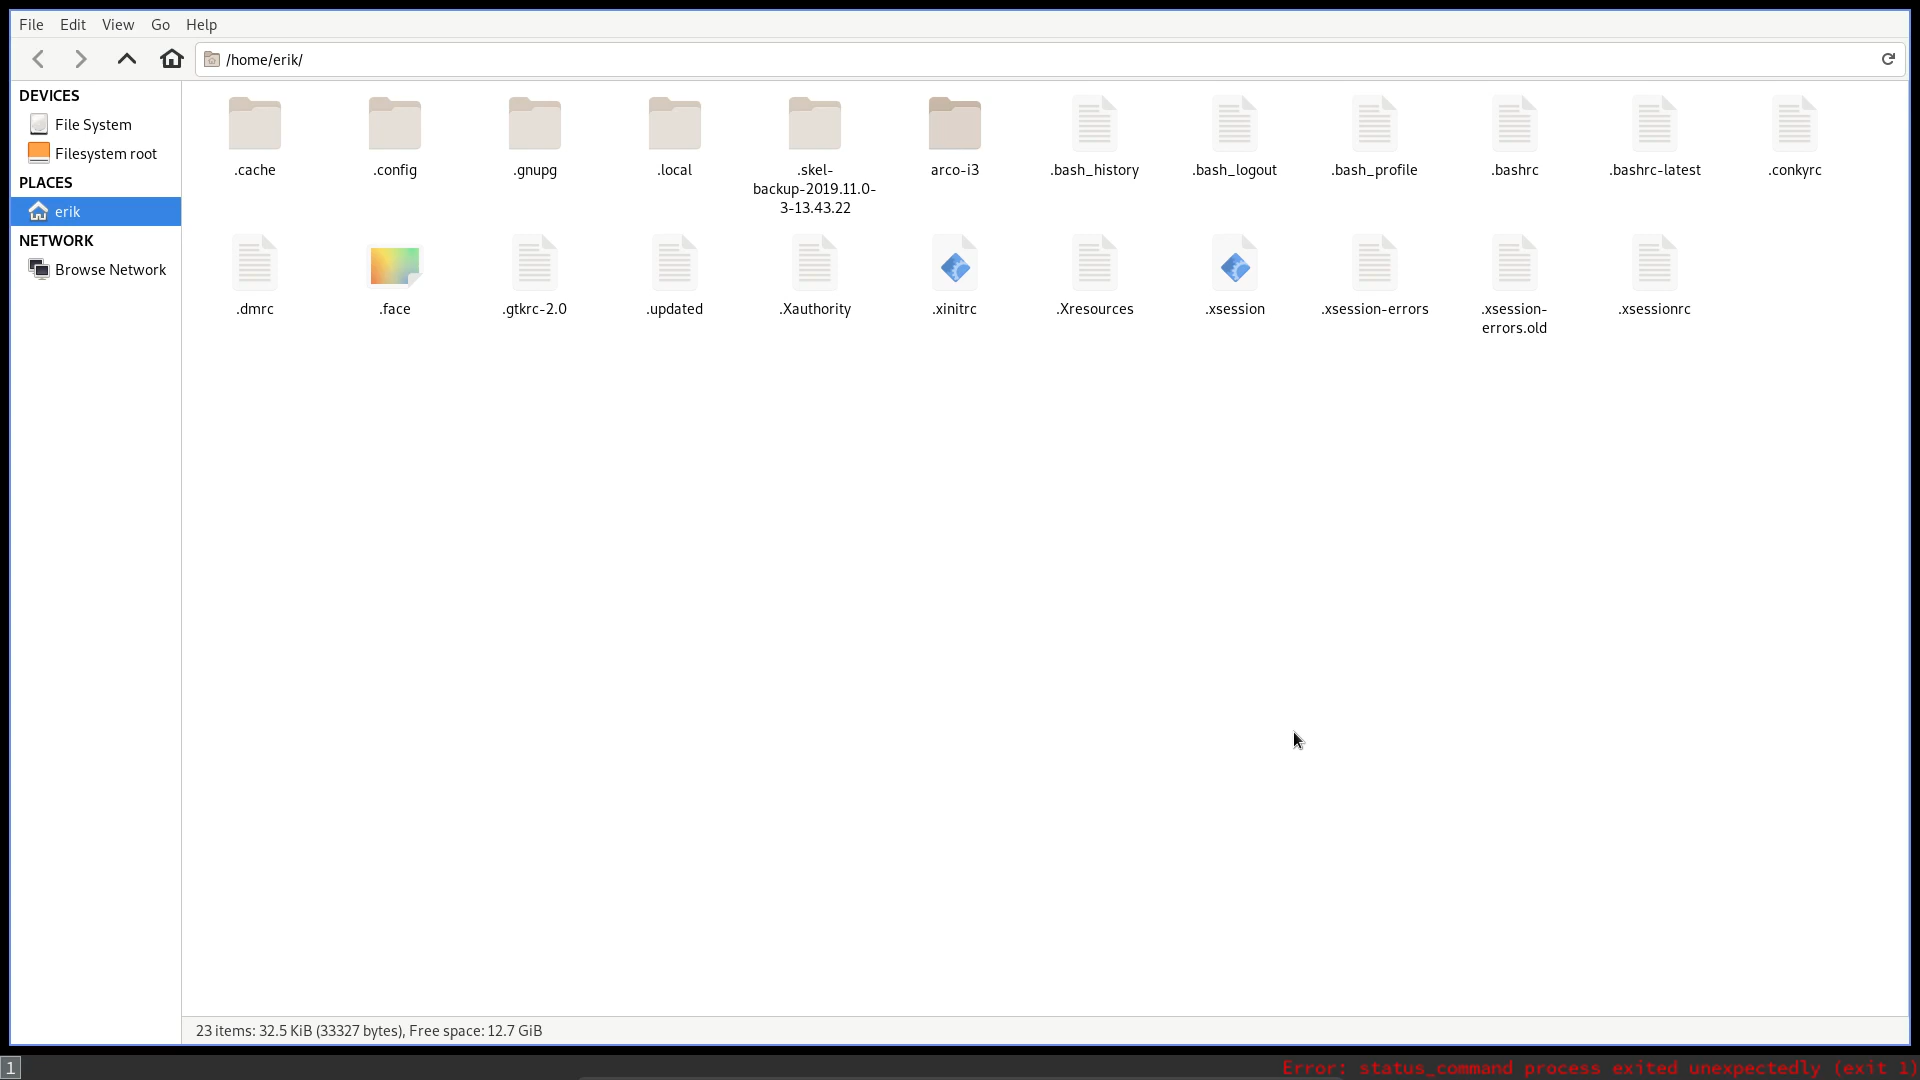 File Edit View Go Help
/home/erik/
DEVICES
File System
Filesystem root
PLACES
erik
NETWORK
Browse Network
.cache .config .gnupg .local .skel- arco-i3 .bash_history .bash_logout .bash_profile .bashrc .bashrc-latest .conkyrc
backup-2019.11.0-
3-13.43.22
.dmrc .face .gtkrc-2.0 .updated .Xauthority .xinitrc .Xresources .xsession .xsession-errors .xsession- .xsessionrc
errors.old
23 items: 32.5 KiB (33327 bytes), Free space: 12.7 GiB
1 Error: status_command process exited unexpectedly (exit 1)